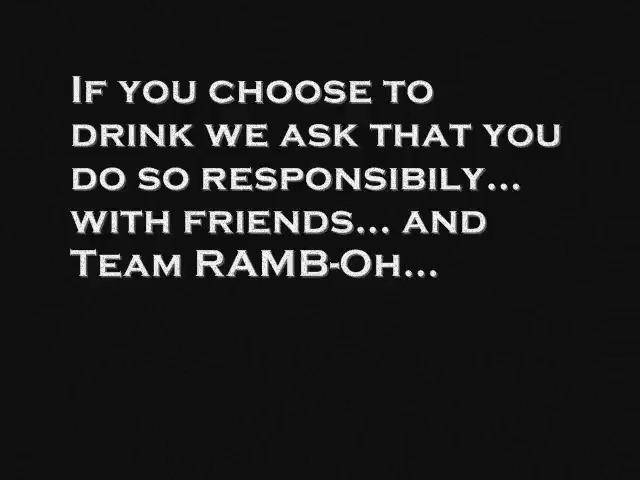 If you choose to
drink we ask that you
do so responsibily...
with friends... and
Team RAMB-Oh...